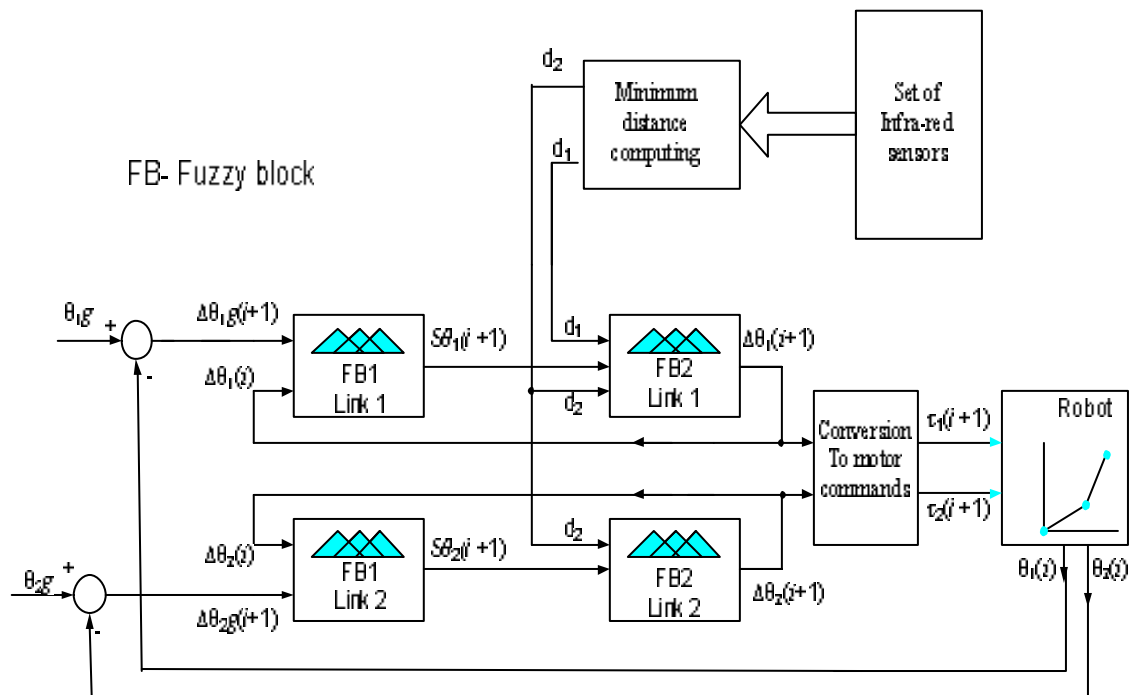 d₂
Minimum
distance
computing
Set of
Infra-red
sensors
d₁
FB- Fuzzy block
θ₁g
+
-
Δθ₁g(i+1)
Δθ₁(i)
FB1
Link 1
Sθ₁(i+1)
d₁
d₂
FB2
Link 1
Δθ₁(i+1)
Conversion
To motor
commands
τ₁(i+1)
τ₂(i+1)
Robot
θ₁(i)
θ₂(i)
Δθ₂(i)
FB1
Link 2
Sθ₂(i+1)
d₂
FB2
Link 2
Δθ₂(i+1)
θ₂g
+
-
Δθ₂g(i+1)